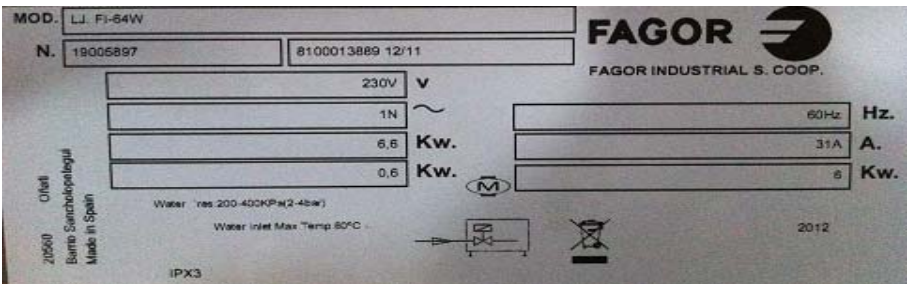 MOD. LJ. FI-64W
FAGOR
N. 19005897 8100013889 12/11
FAGOR INDUSTRIAL S. COOP.
230V V
1N 60Hz Hz.
6,6 Kw. 31A A.
0,6 Kw. M 6 Kw.
20560 Oñati
Barrio Sancholopetegui
Made in Spain
Water res 200-400KPa(2-4bar)
Water Inlet Max Temp 60ºC
2012
IPX3